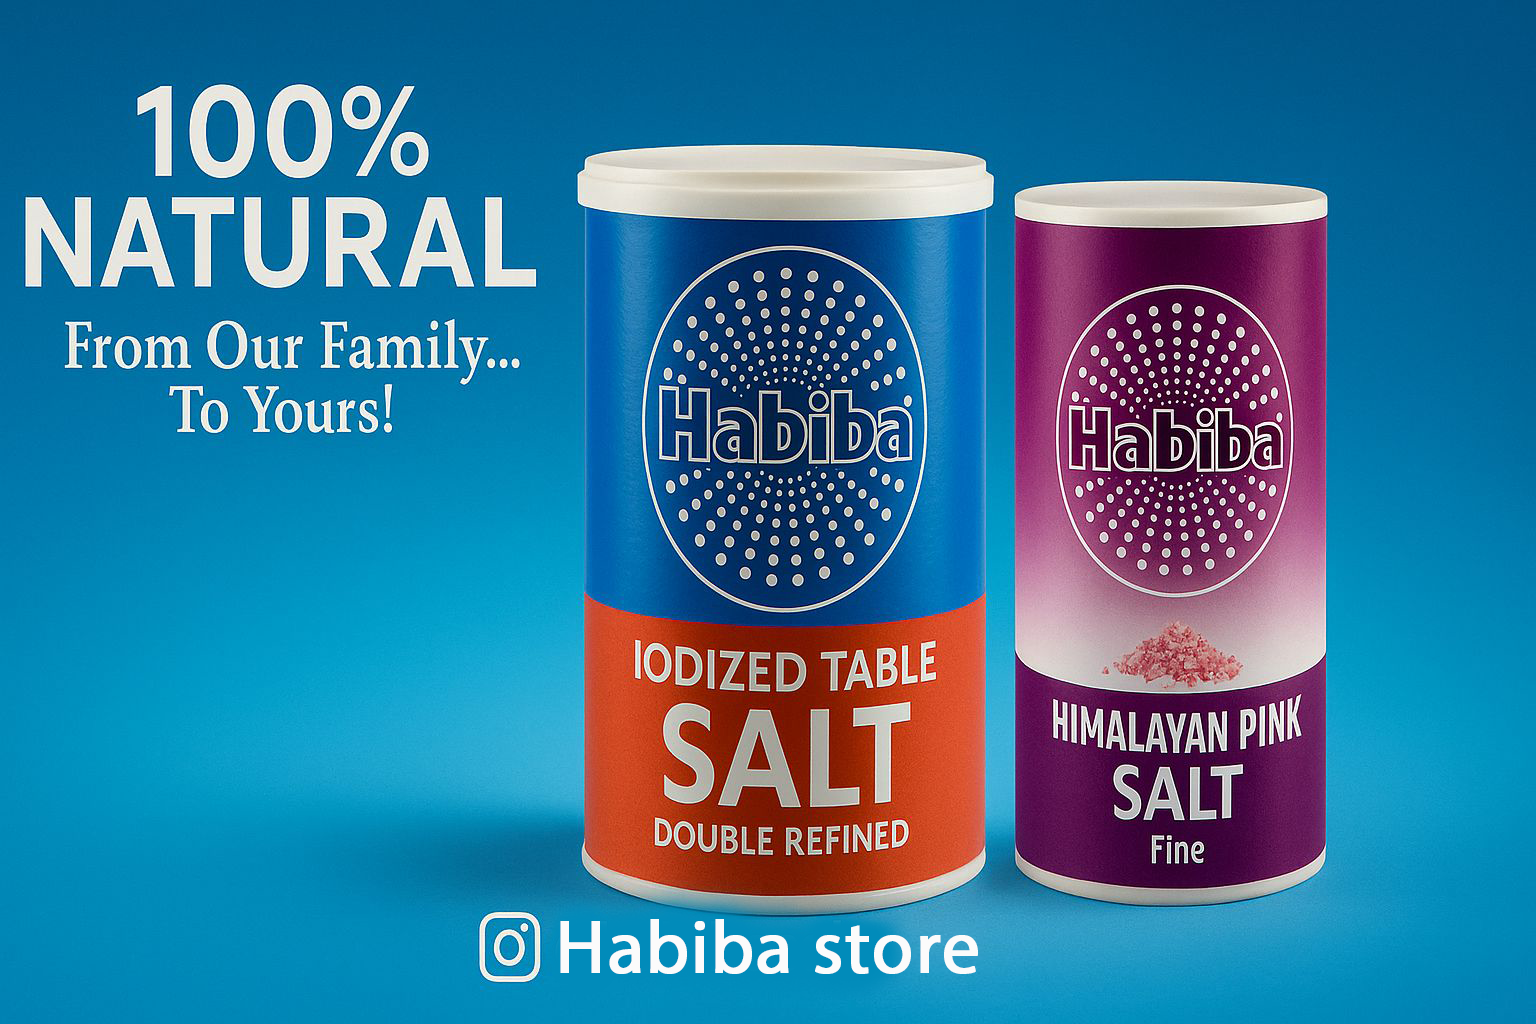 100%
NATURAL
From Our Family...
To Yours!
Habiba
IODIZED TABLE
SALT
DOUBLE REFINED
Habiba
HIMALAYAN PINK
SALT
Fine
Habiba store